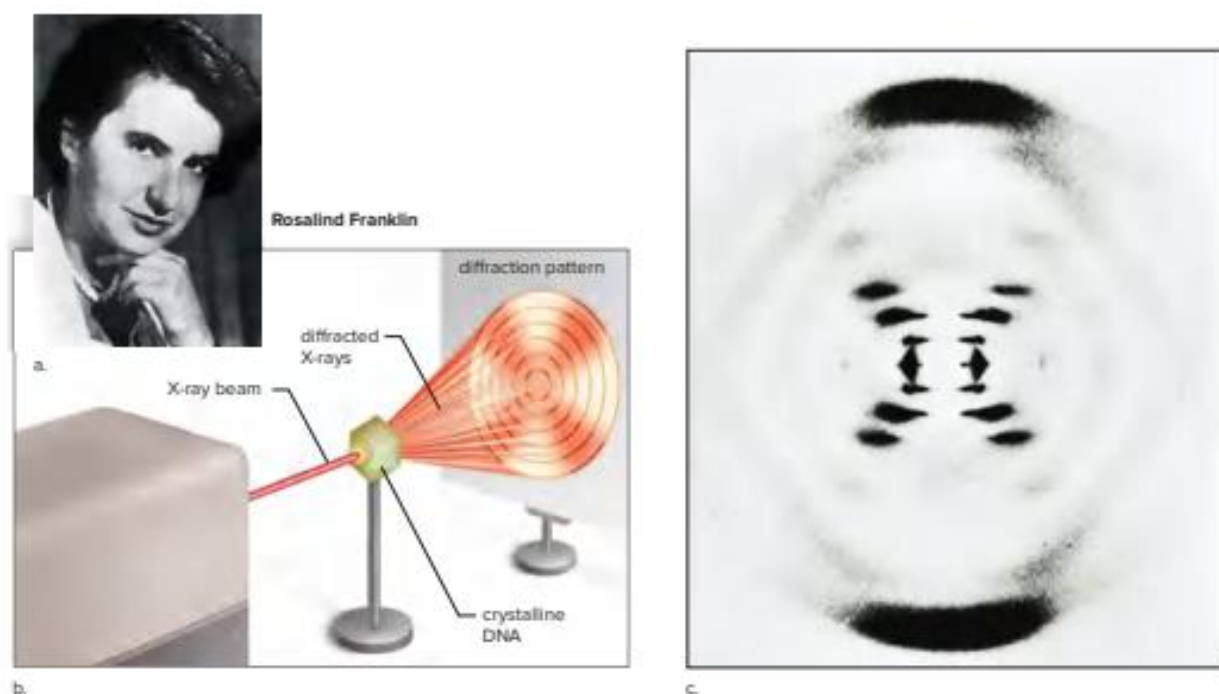 Rosalind Franklin
a.
diffraction pattern
diffracted
X-rays
X-ray beam
crystalline
DNA
b.
c.